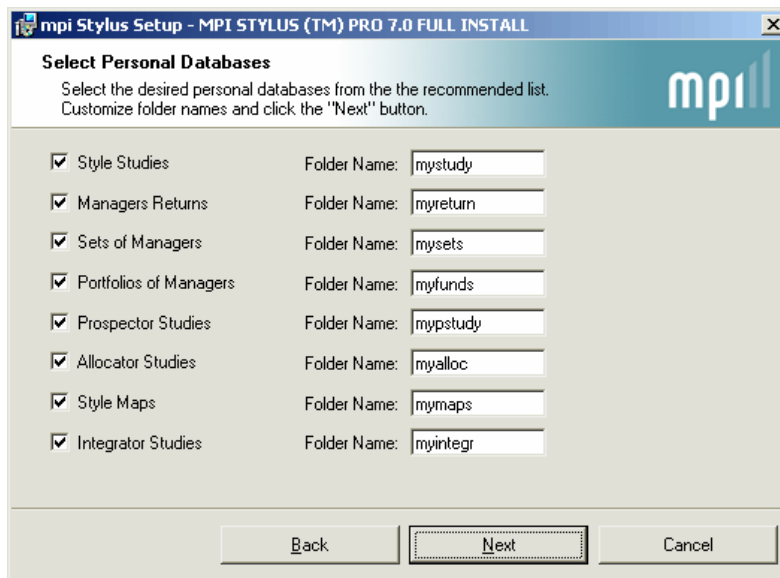 mpi Stylus Setup - MPI STYLUS (TM) PRO 7.0 FULL INSTALL
Select Personal Databases
Select the desired personal databases from the the recommended list.
Customize folder names and click the "Next" button.
mpi
Style Studies Folder Name: mystudy
Managers Returns Folder Name: myreturn
Sets of Managers Folder Name: mysets
Portfolios of Managers Folder Name: myfunds
Prospector Studies Folder Name: mypstudy
Allocator Studies Folder Name: myalloc
Style Maps Folder Name: mymaps
Integrator Studies Folder Name: myintegr
Back Next Cancel